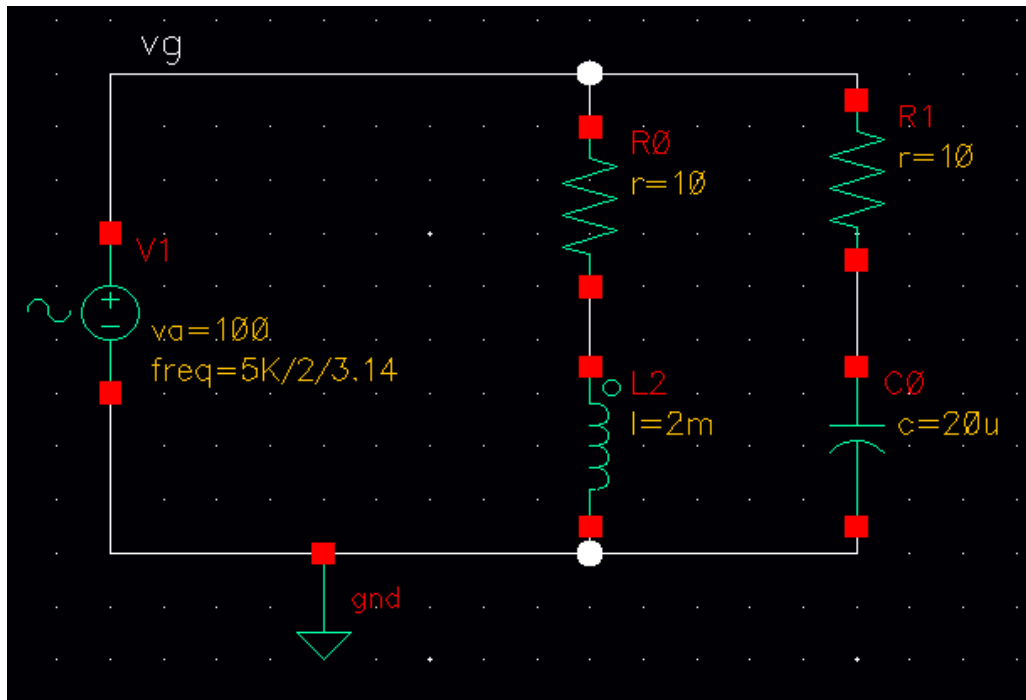 vg
R0
r=10
R1
r=10
V1
va=100
freq=5K/2/3.14
L2
l=2m
C0
c=20u
gnd